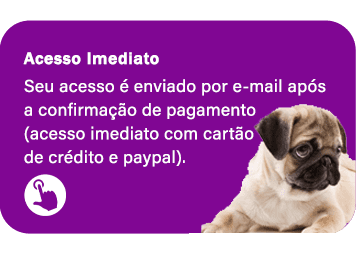 Acesso Imediato
Seu acesso é enviado por e-mail após
a confirmação de pagamento
(acesso imediato com cartão
de crédito e paypal).